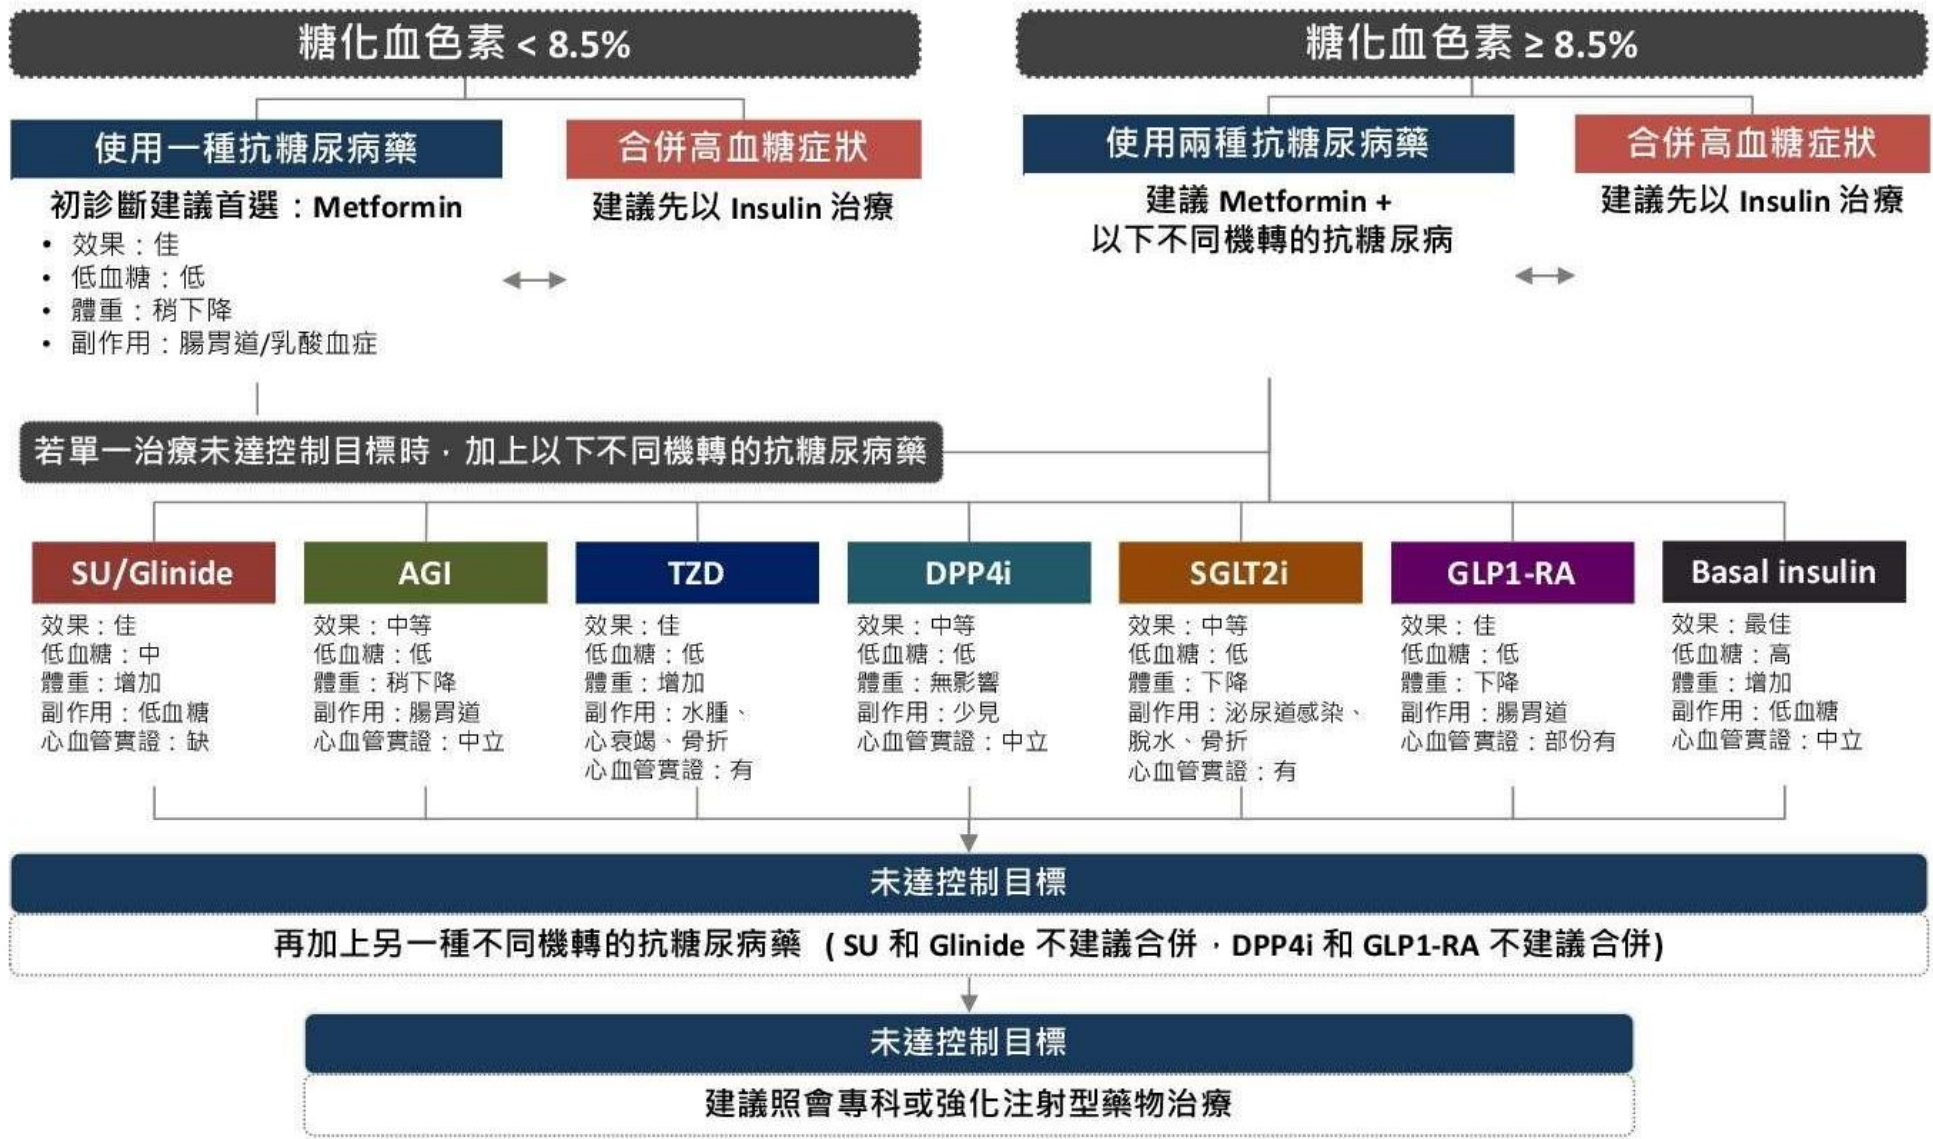 糖化血色素 < 8.5%
糖化血色素 ≥ 8.5%
使用一種抗糖尿病藥
合併高血糖症狀
使用兩種抗糖尿病藥
合併高血糖症狀
初診斷建議首選：Metformin
• 效果：佳
• 低血糖：低
• 體重：稍下降
• 副作用：腸胃道/乳酸血症
建議先以 Insulin 治療
建議 Metformin +
以下不同機轉的抗糖尿病
建議先以 Insulin 治療
若單一治療未達控制目標時，加上以下不同機轉的抗糖尿病藥
SU/Glinide
效果：佳
低血糖：中
體重：增加
副作用：低血糖
心血管實證：缺
AGI
效果：中等
低血糖：低
體重：稍下降
副作用：腸胃道
心血管實證：中立
TZD
效果：佳
低血糖：低
體重：增加
副作用：水腫、
心衰竭、骨折
心血管實證：有
DPP4i
效果：中等
低血糖：低
體重：無影響
副作用：少見
心血管實證：中立
SGLT2i
效果：中等
低血糖：低
體重：下降
副作用：泌尿道感染、
脫水、骨折
心血管實證：有
GLP1-RA
效果：佳
低血糖：低
體重：下降
副作用：腸胃道
心血管實證：部份有
Basal insulin
效果：最佳
低血糖：高
體重：增加
副作用：低血糖
心血管實證：中立
未達控制目標
再加上另一種不同機轉的抗糖尿病藥 ( SU 和 Glinide 不建議合併，DPP4i 和 GLP1-RA 不建議合併)
未達控制目標
建議照會專科或強化注射型藥物治療